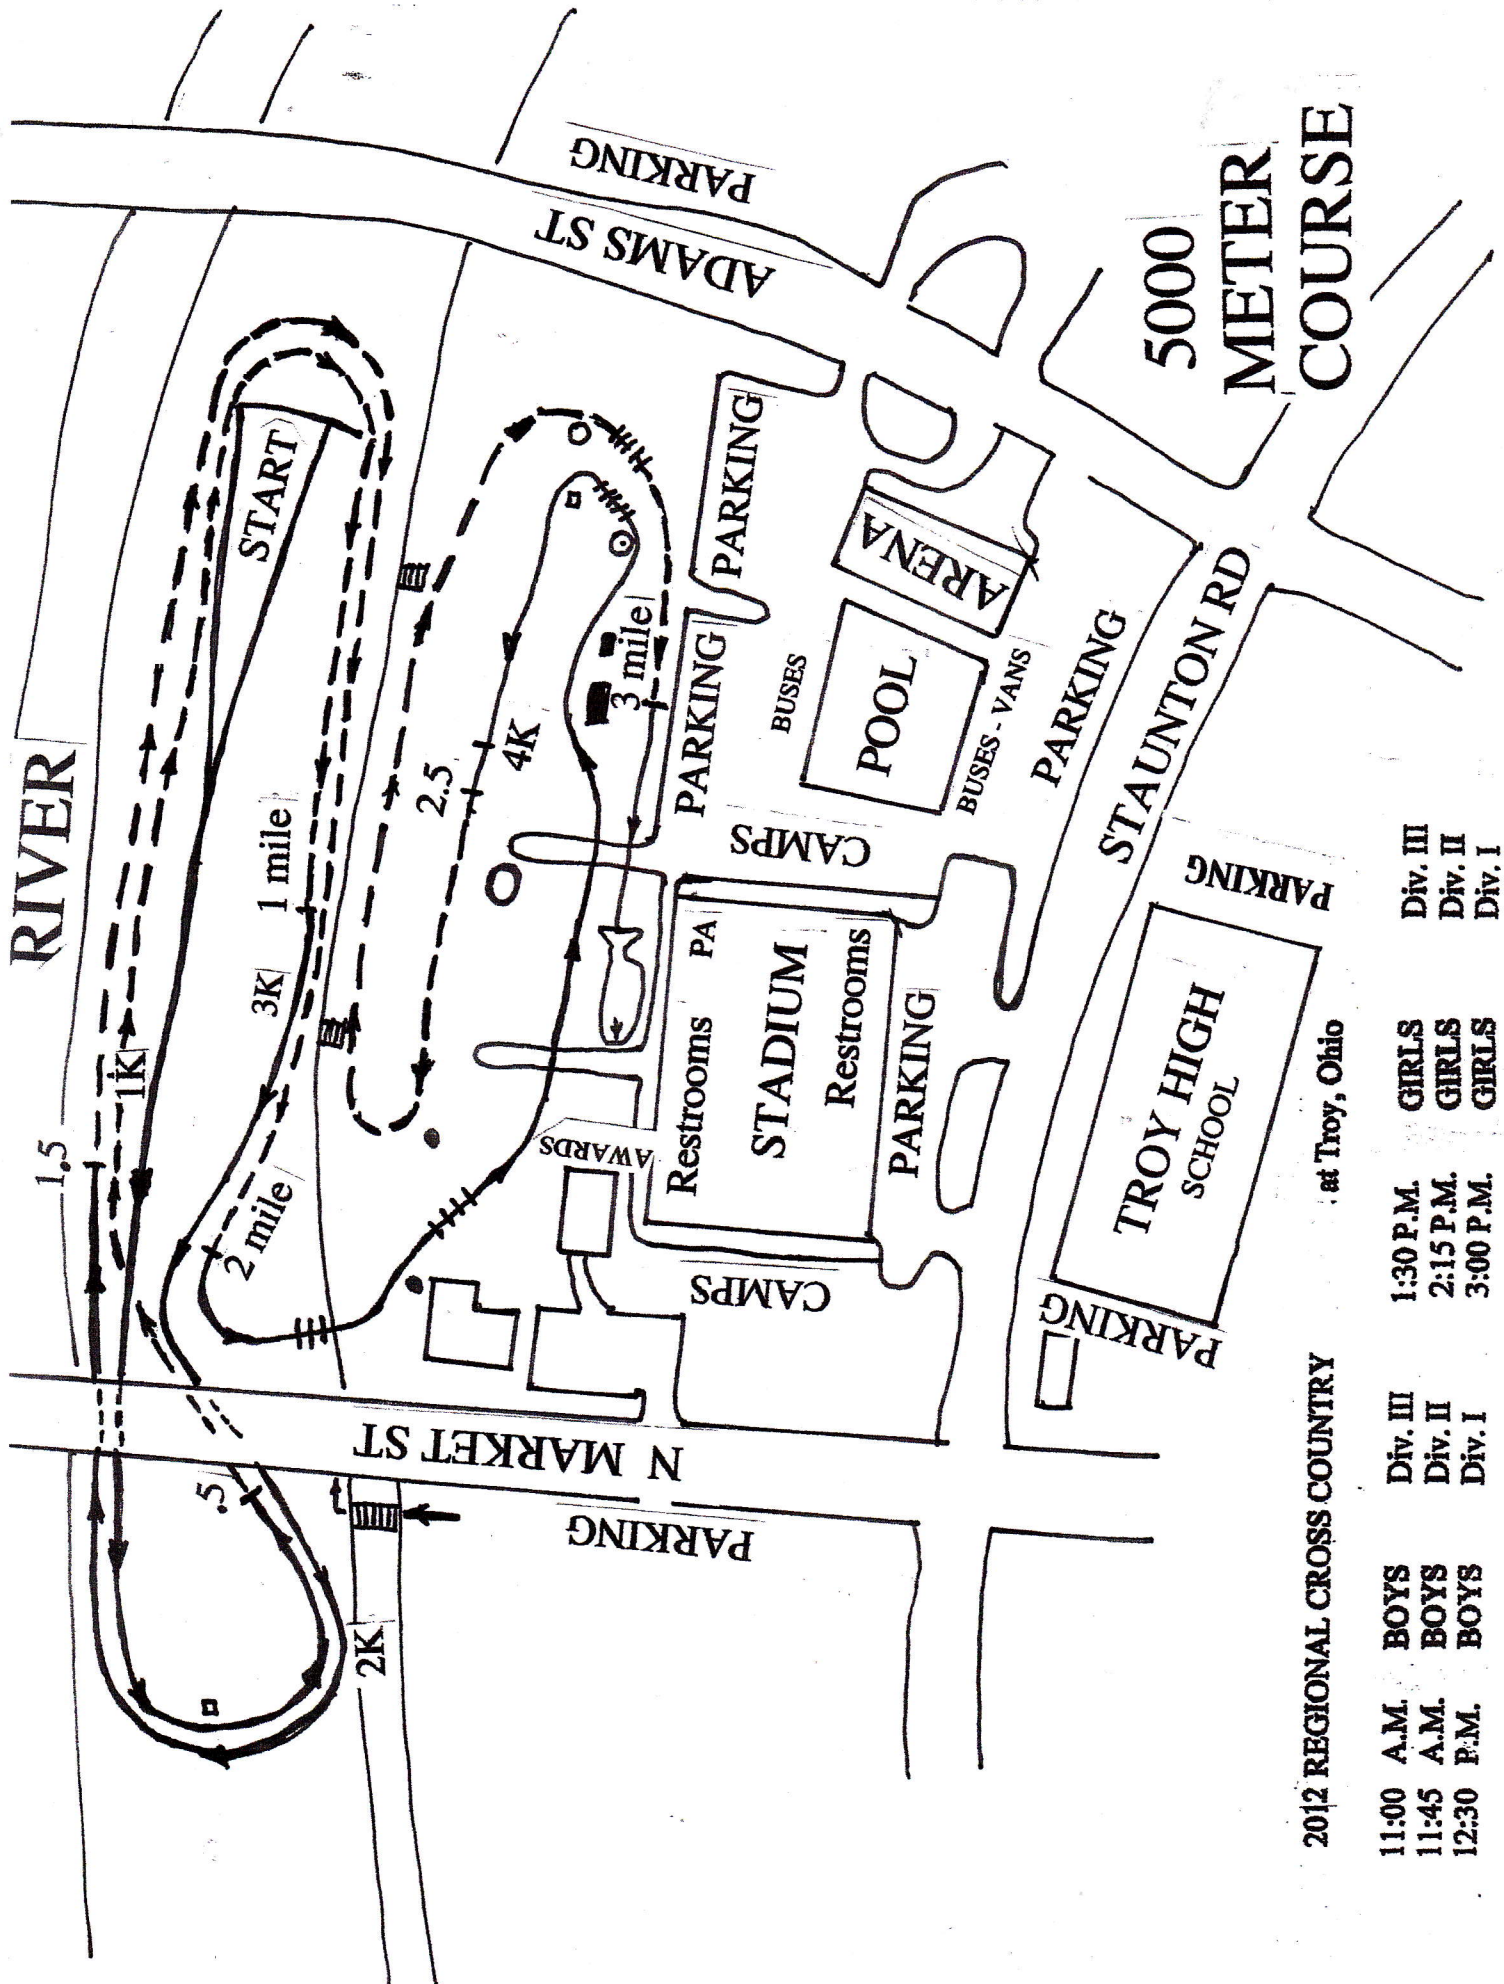 RIVER
1.5
1K
START
1 mile
3K
2 mile
.5
2K
2.5
4K
3 mile
N MARKET ST
ADAMS ST
PARKING
PARKING
PARKING
PARKING
AWARDS
CAMPS
CAMPS
Restrooms
PA
STADIUM
Restrooms
PARKING
BUSES
POOL
BUSES - VANS
ARENA
PARKING
STAUNTON RD
PARKING
TROY HIGH
SCHOOL
PARKING
5000
METER
COURSE
2012 REGIONAL CROSS COUNTRY at Troy, Ohio
11:00 A.M. BOYS Div. III 1:30 P.M. GIRLS Div. III
11:45 A.M. BOYS Div. II 2:15 P.M. GIRLS Div. II
12:30 P.M. BOYS Div. I 3:00 P.M. GIRLS Div. I